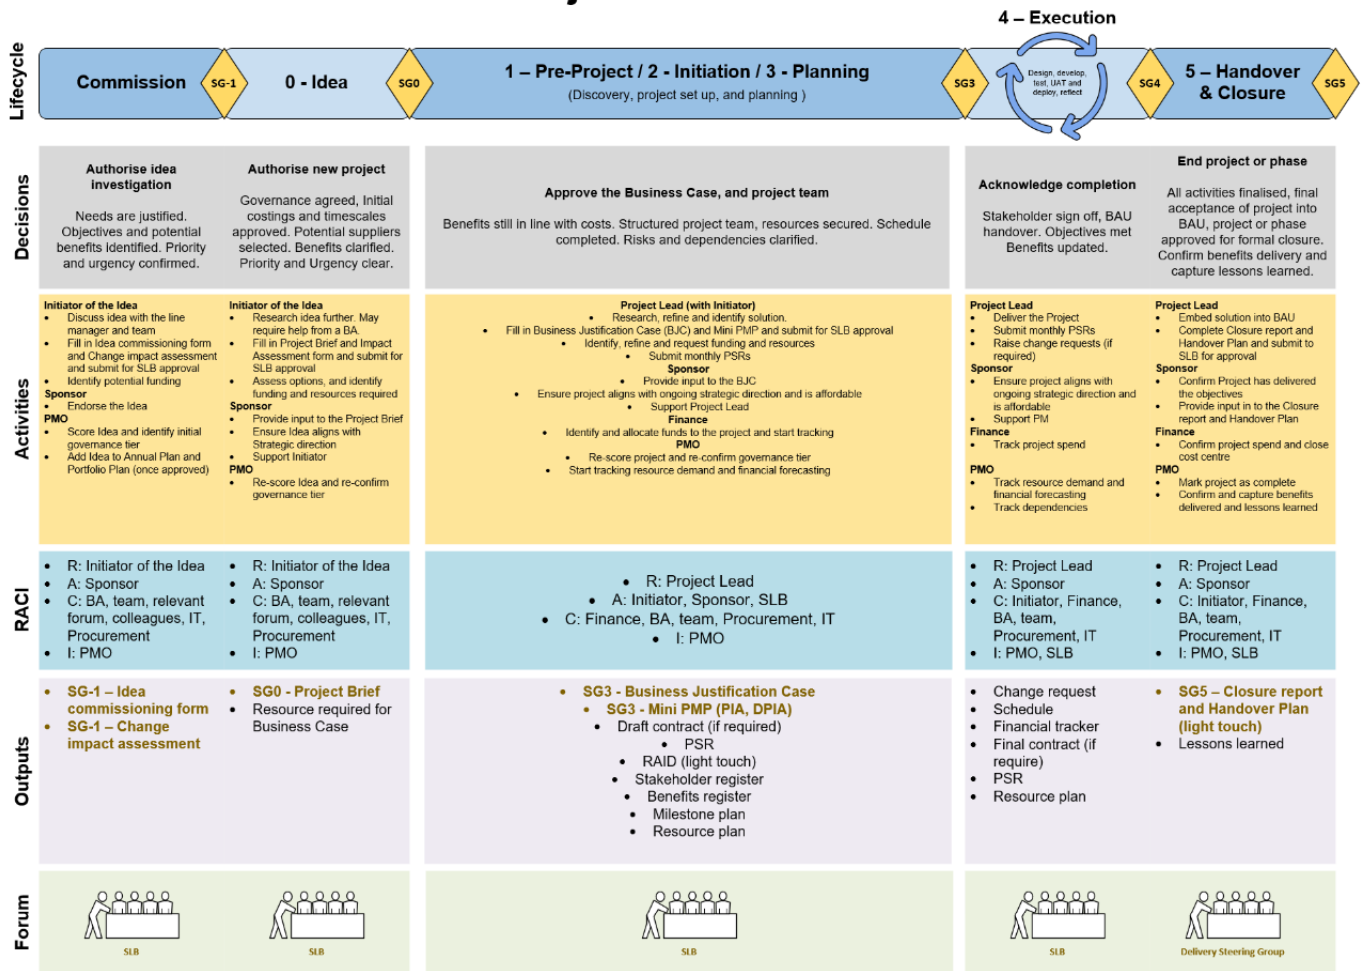 4 – Execution
Lifecycle
Commission
SG-1
0 - Idea
SG0
1 – Pre-Project / 2 - Initiation / 3 - Planning
(Discovery, project set up, and planning )
SG3
Design, develop,
test, UAT and
deploy, reflect
SG4
5 – Handover
& Closure
SG5
Decisions
Authorise idea
investigation
Needs are justified.
Objectives and potential
benefits identified. Priority
and urgency confirmed.
Authorise new project
Governance agreed, Initial
costings and timescales
approved. Potential suppliers
selected. Benefits clarified.
Priority and Urgency clear.
Approve the Business Case, and project team
Benefits still in line with costs. Structured project team, resources secured. Schedule
completed. Risks and dependencies clarified.
Acknowledge completion
Stakeholder sign off, BAU
handover. Objectives met
Benefits updated.
End project or phase
All activities finalised, final
acceptance of project into
BAU, project or phase
approved for formal closure.
Confirm benefits delivery and
capture lessons learned.
Activities
Initiator of the Idea
• Discuss idea with the line
manager and team
• Fill in Idea commissioning form
and Change impact assessment
and submit for SLB approval
• Identify potential funding
Sponsor
• Endorse the Idea
PMO
• Score Idea and identify initial
governance tier
• Add Idea to Annual Plan and
Portfolio Plan (once approved)
Initiator of the Idea
• Research idea further. May
require help from a BA.
• Fill in Project Brief and Impact
Assessment form and submit for
SLB approval
• Assess options, and identify
funding and resources required
Sponsor
• Provide input to the Project Brief
• Ensure Idea aligns with
Strategic direction
• Support Initiator
PMO
• Re-score Idea and re-confirm
governance tier
Project Lead (with Initiator)
• Research, refine and identify solution.
• Fill in Business Justification Case (BJC) and Mini PMP and submit for SLB approval
• Identify, refine and request funding and resources
• Submit monthly PSRs
Sponsor
• Provide input to the BJC
• Ensure project aligns with ongoing strategic direction and is affordable
• Support Project Lead
Finance
• Identify and allocate funds to the project and start tracking
PMO
• Re-score project and re-confirm governance tier
• Start tracking resource demand and financial forecasting
Project Lead
• Deliver the Project
• Submit monthly PSRs
• Raise change requests (if
required)
Sponsor
• Ensure project aligns with
ongoing strategic direction and
is affordable
• Support PM
Finance
• Track project spend
PMO
• Track resource demand and
financial forecasting
• Track dependencies
Project Lead
• Embed solution into BAU
• Complete Closure report and
Handover Plan and submit to
SLB for approval
Sponsor
• Confirm Project has delivered
the objectives
• Provide input in to the Closure
report and Handover Plan
Finance
• Confirm project spend and close
cost centre
PMO
• Mark project as complete
• Confirm and capture benefits
delivered and lessons learned
RACI
• R: Initiator of the Idea
• A: Sponsor
• C: BA, team, relevant
forum, colleagues, IT,
Procurement
• I: PMO
• R: Initiator of the Idea
• A: Sponsor
• C: BA, team, relevant
forum, colleagues, IT,
Procurement
• I: PMO
• R: Project Lead
• A: Initiator, Sponsor, SLB
• C: Finance, BA, team, Procurement, IT
• I: PMO
• R: Project Lead
• A: Sponsor
• C: Initiator, Finance,
BA, team,
Procurement, IT
• I: PMO, SLB
• R: Project Lead
• A: Sponsor
• C: Initiator, Finance,
BA, team,
Procurement, IT
• I: PMO, SLB
Outputs
• SG-1 – Idea
commissioning form
• SG-1 – Change
impact assessment
• SG0 - Project Brief
• Resource required for
Business Case
• SG3 - Business Justification Case
• SG3 - Mini PMP (PIA, DPIA)
• Draft contract (if required)
• PSR
• RAID (light touch)
• Stakeholder register
• Benefits register
• Milestone plan
• Resource plan
• Change request
• Schedule
• Financial tracker
• Final contract (if
require)
• PSR
• Resource plan
• SG5 – Closure report
and Handover Plan
(light touch)
• Lessons learned
Forum
SLB
SLB
SLB
SLB
Delivery Steering Group